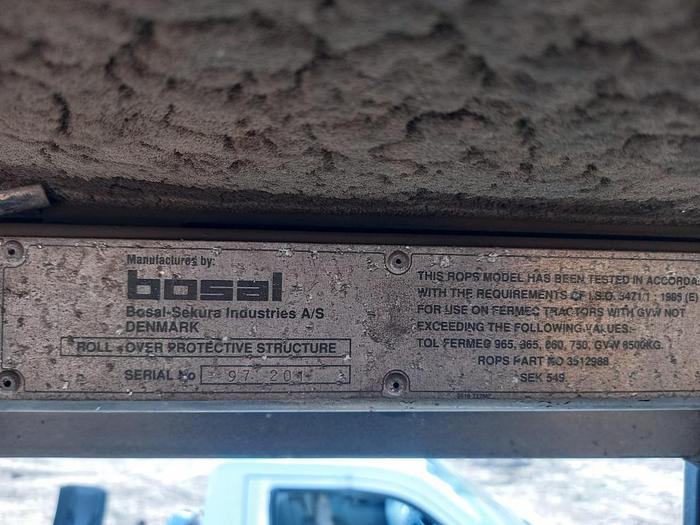 Manufactures by:
bosal
Bosal-Sekura Industries A/S
DENMARK
ROLL - OVER PROTECTIVE STRUCTURE
SERIAL No 97 201
THIS ROPS MODEL HAS BEEN TESTED IN ACCORDA
WITH THE REQUIREMENTS OF I.S.O. 3471/1 : 1986 (E)
FOR USE ON FERMEC TRACTORS WITH GVW NOT
EXCEEDING THE FOLLOWING VALUES:-
TOL FERMEC 965, 365, 860, 750, GVW 8500KG.
ROPS PART NO 3512988
SEK 549